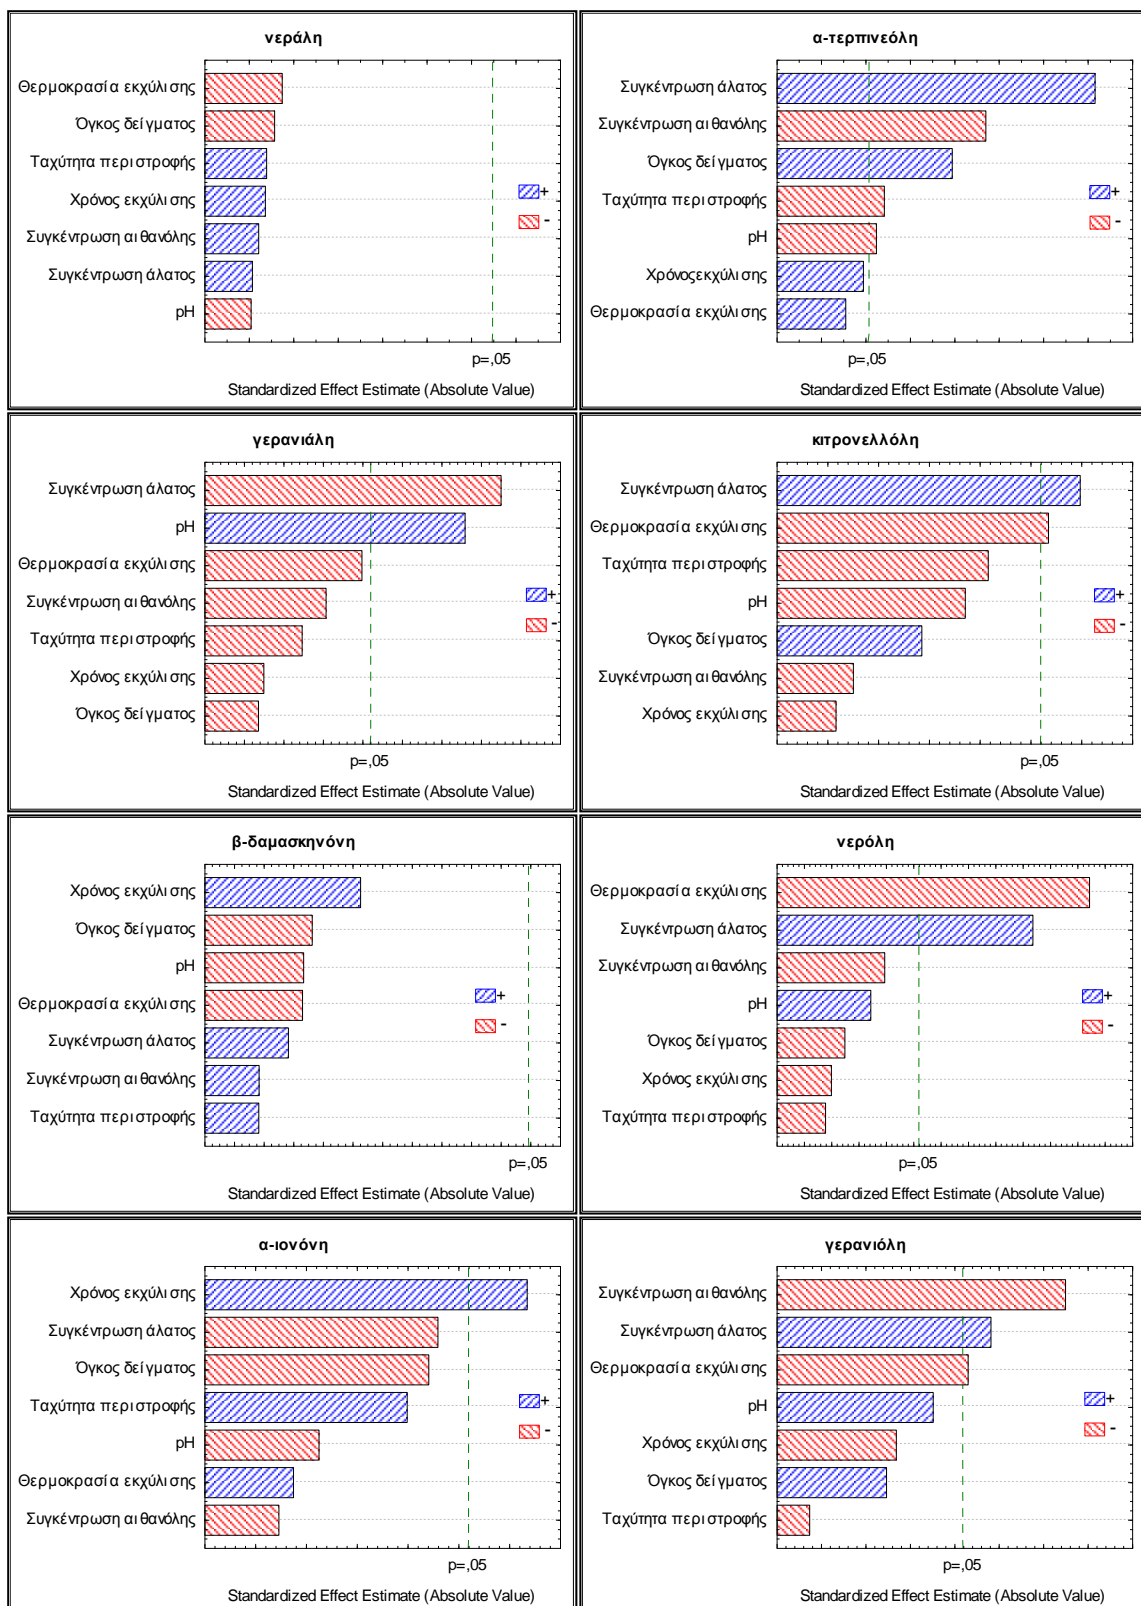 νεράλη
Θερμοκρασία εκχύλισης
Όγκος δείγματος
Ταχύτητα περιστροφής
Χρόνος εκχύλισης
Συγκέντρωση αιθανόλης
Συγκέντρωση άλατος
pH
+
-
p=,05
Standardized Effect Estimate (Absolute Value)
α-τερπινεόλη
Συγκέντρωση άλατος
Συγκέντρωση αιθανόλης
Όγκος δείγματος
Ταχύτητα περιστροφής
pH
Χρόνοςεκχύλισης
Θερμοκρασία εκχύλισης
+
-
p=,05
Standardized Effect Estimate (Absolute Value)
γερανιάλη
Συγκέντρωση άλατος
pH
Θερμοκρασία εκχύλισης
Συγκέντρωση αιθανόλης
Ταχύτητα περιστροφής
Χρόνος εκχύλισης
Όγκος δείγματος
+
-
p=,05
Standardized Effect Estimate (Absolute Value)
κιτρονελλόλη
Συγκέντρωση άλατος
Θερμοκρασία εκχύλισης
Ταχύτητα περιστροφής
pH
Όγκος δείγματος
Συγκέντρωση αιθανόλης
Χρόνος εκχύλισης
+
-
p=,05
Standardized Effect Estimate (Absolute Value)
β-δαμασκηνόνη
Χρόνος εκχύλισης
Όγκος δείγματος
pH
Θερμοκρασία εκχύλισης
Συγκέντρωση άλατος
Συγκέντρωση αιθανόλης
Ταχύτητα περιστροφής
+
-
p=,05
Standardized Effect Estimate (Absolute Value)
νερόλη
Θερμοκρασία εκχύλισης
Συγκέντρωση άλατος
Συγκέντρωση αιθανόλης
pH
Όγκος δείγματος
Χρόνος εκχύλισης
Ταχύτητα περιστροφής
+
-
p=,05
Standardized Effect Estimate (Absolute Value)
α-ιονόνη
Χρόνος εκχύλισης
Συγκέντρωση άλατος
Όγκος δείγματος
Ταχύτητα περιστροφής
pH
Θερμοκρασία εκχύλισης
Συγκέντρωση αιθανόλης
+
-
p=,05
Standardized Effect Estimate (Absolute Value)
γερανιόλη
Συγκέντρωση αιθανόλης
Συγκέντρωση άλατος
Θερμοκρασία εκχύλισης
pH
Χρόνος εκχύλισης
Όγκος δείγματος
Ταχύτητα περιστροφής
+
-
p=,05
Standardized Effect Estimate (Absolute Value)